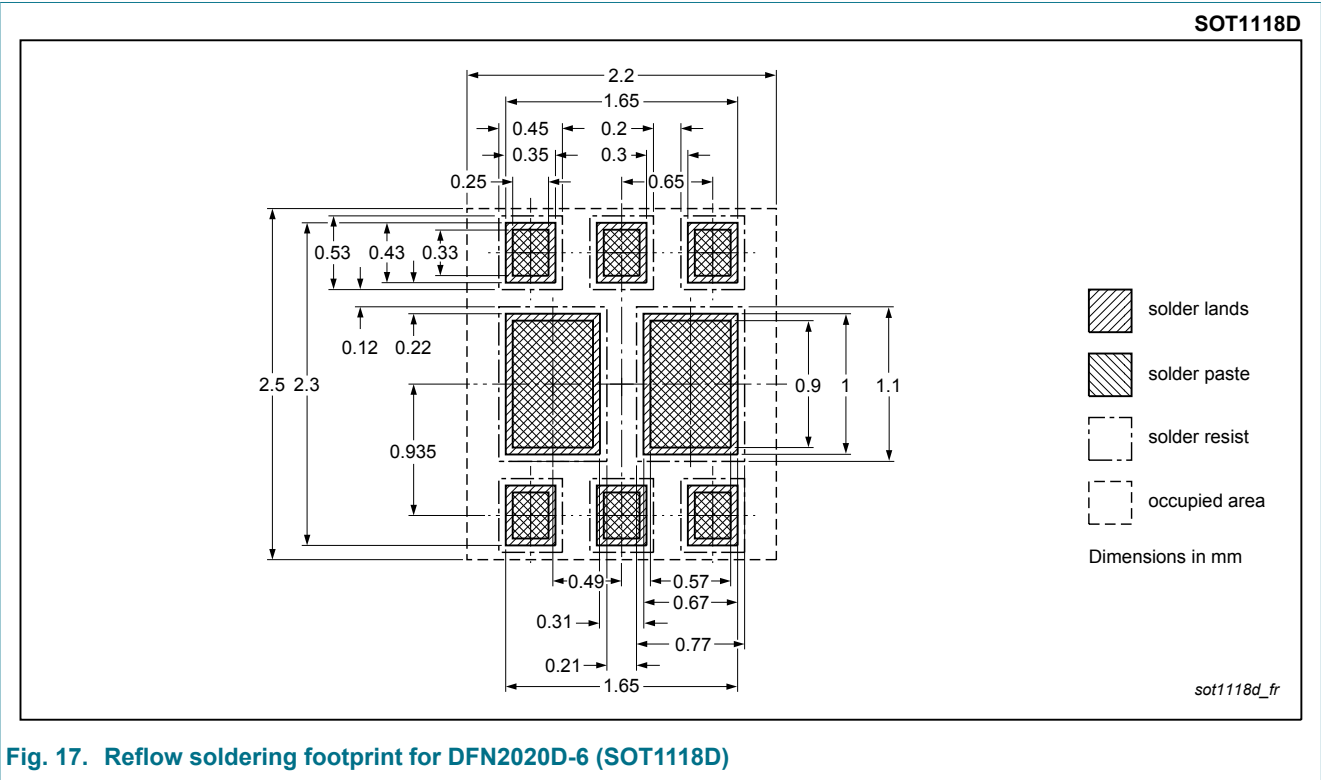 SOT1118D
2.2
1.65
0.45 0.2
0.35 0.3
0.25 0.65
0.53 0.43 0.33
solder lands
0.12 0.22
solder paste
2.5 2.3 0.9 1 1.1
solder resist
0.935
occupied area
Dimensions in mm
0.49 0.57
0.67
0.31
0.77
0.21
1.65
sot1118d_fr
Fig. 17. Reflow soldering footprint for DFN2020D-6 (SOT1118D)